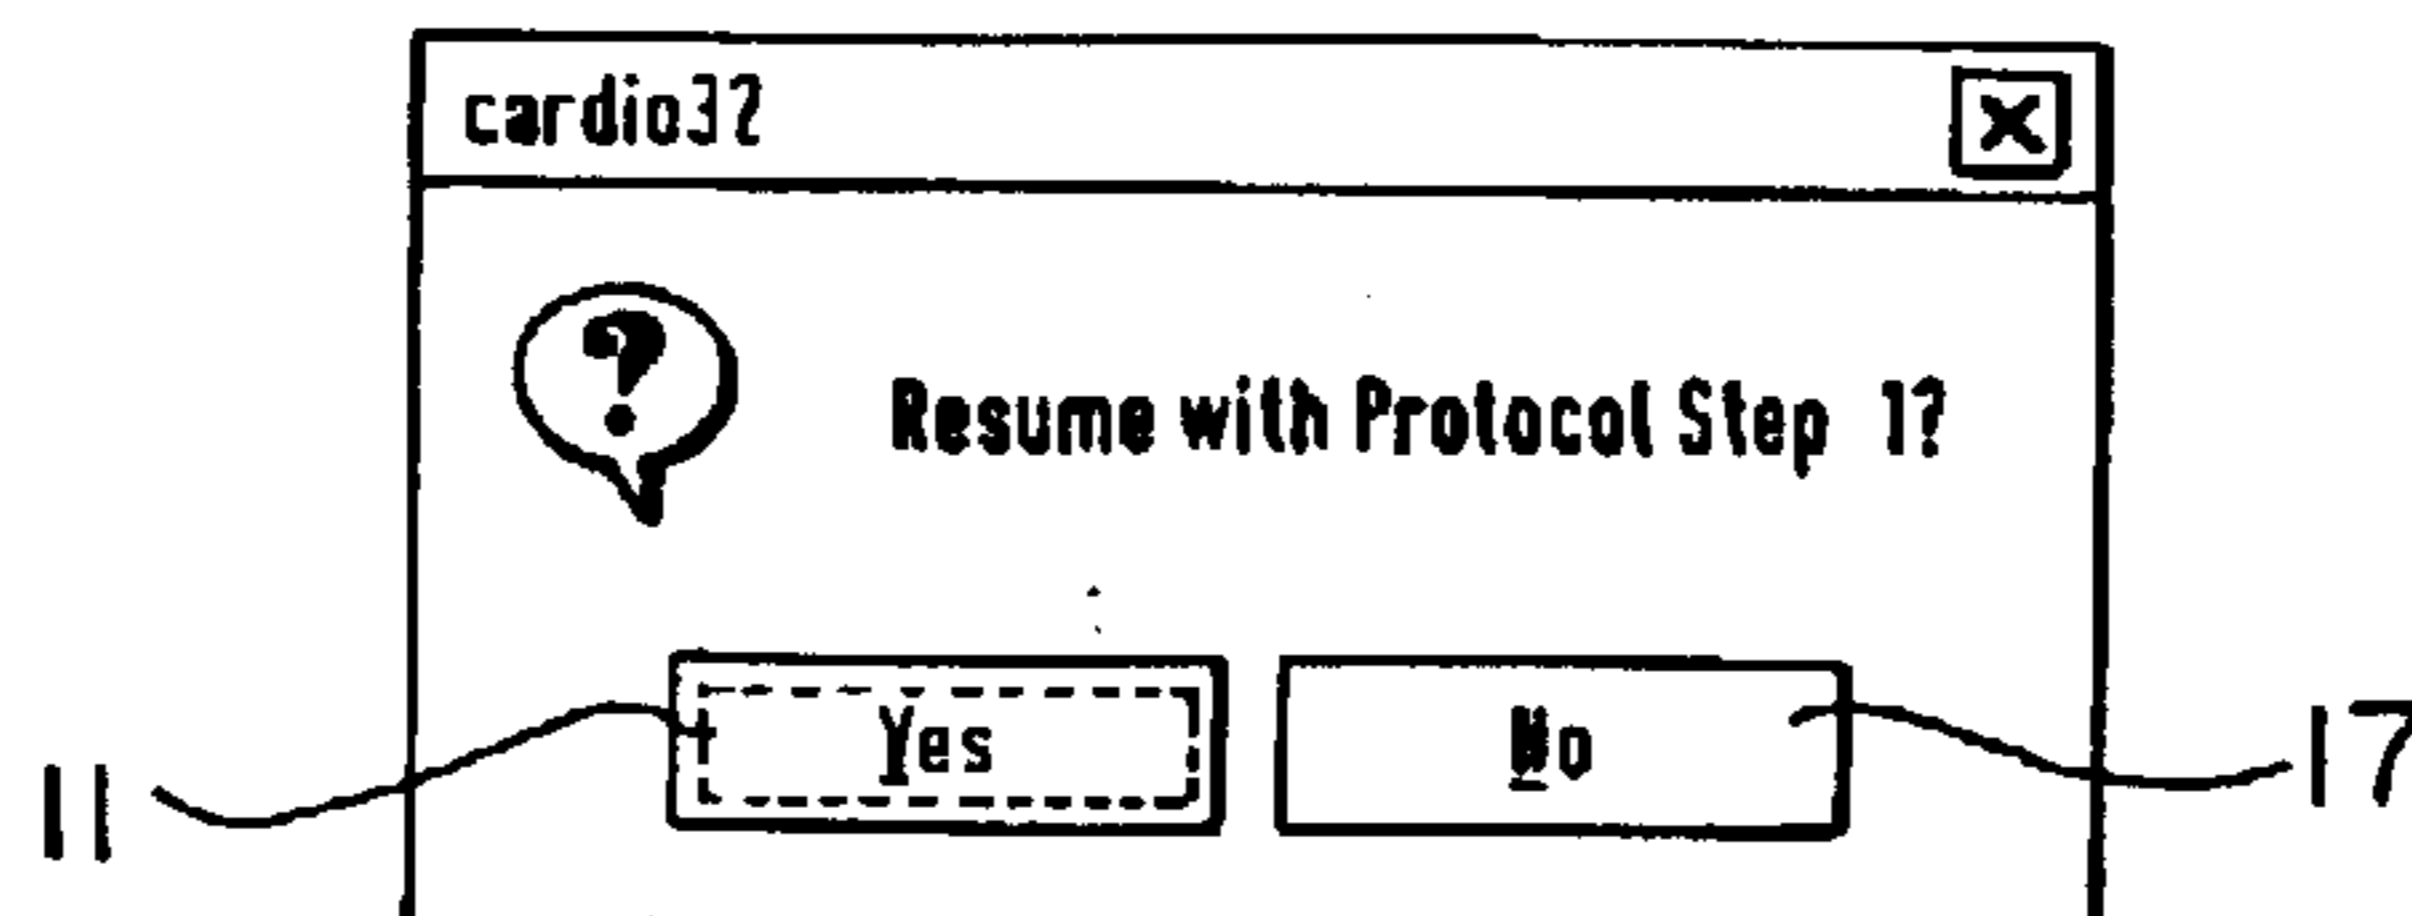 cardio32
?
Resume with Protocol Step 1?
11 Yes No 17